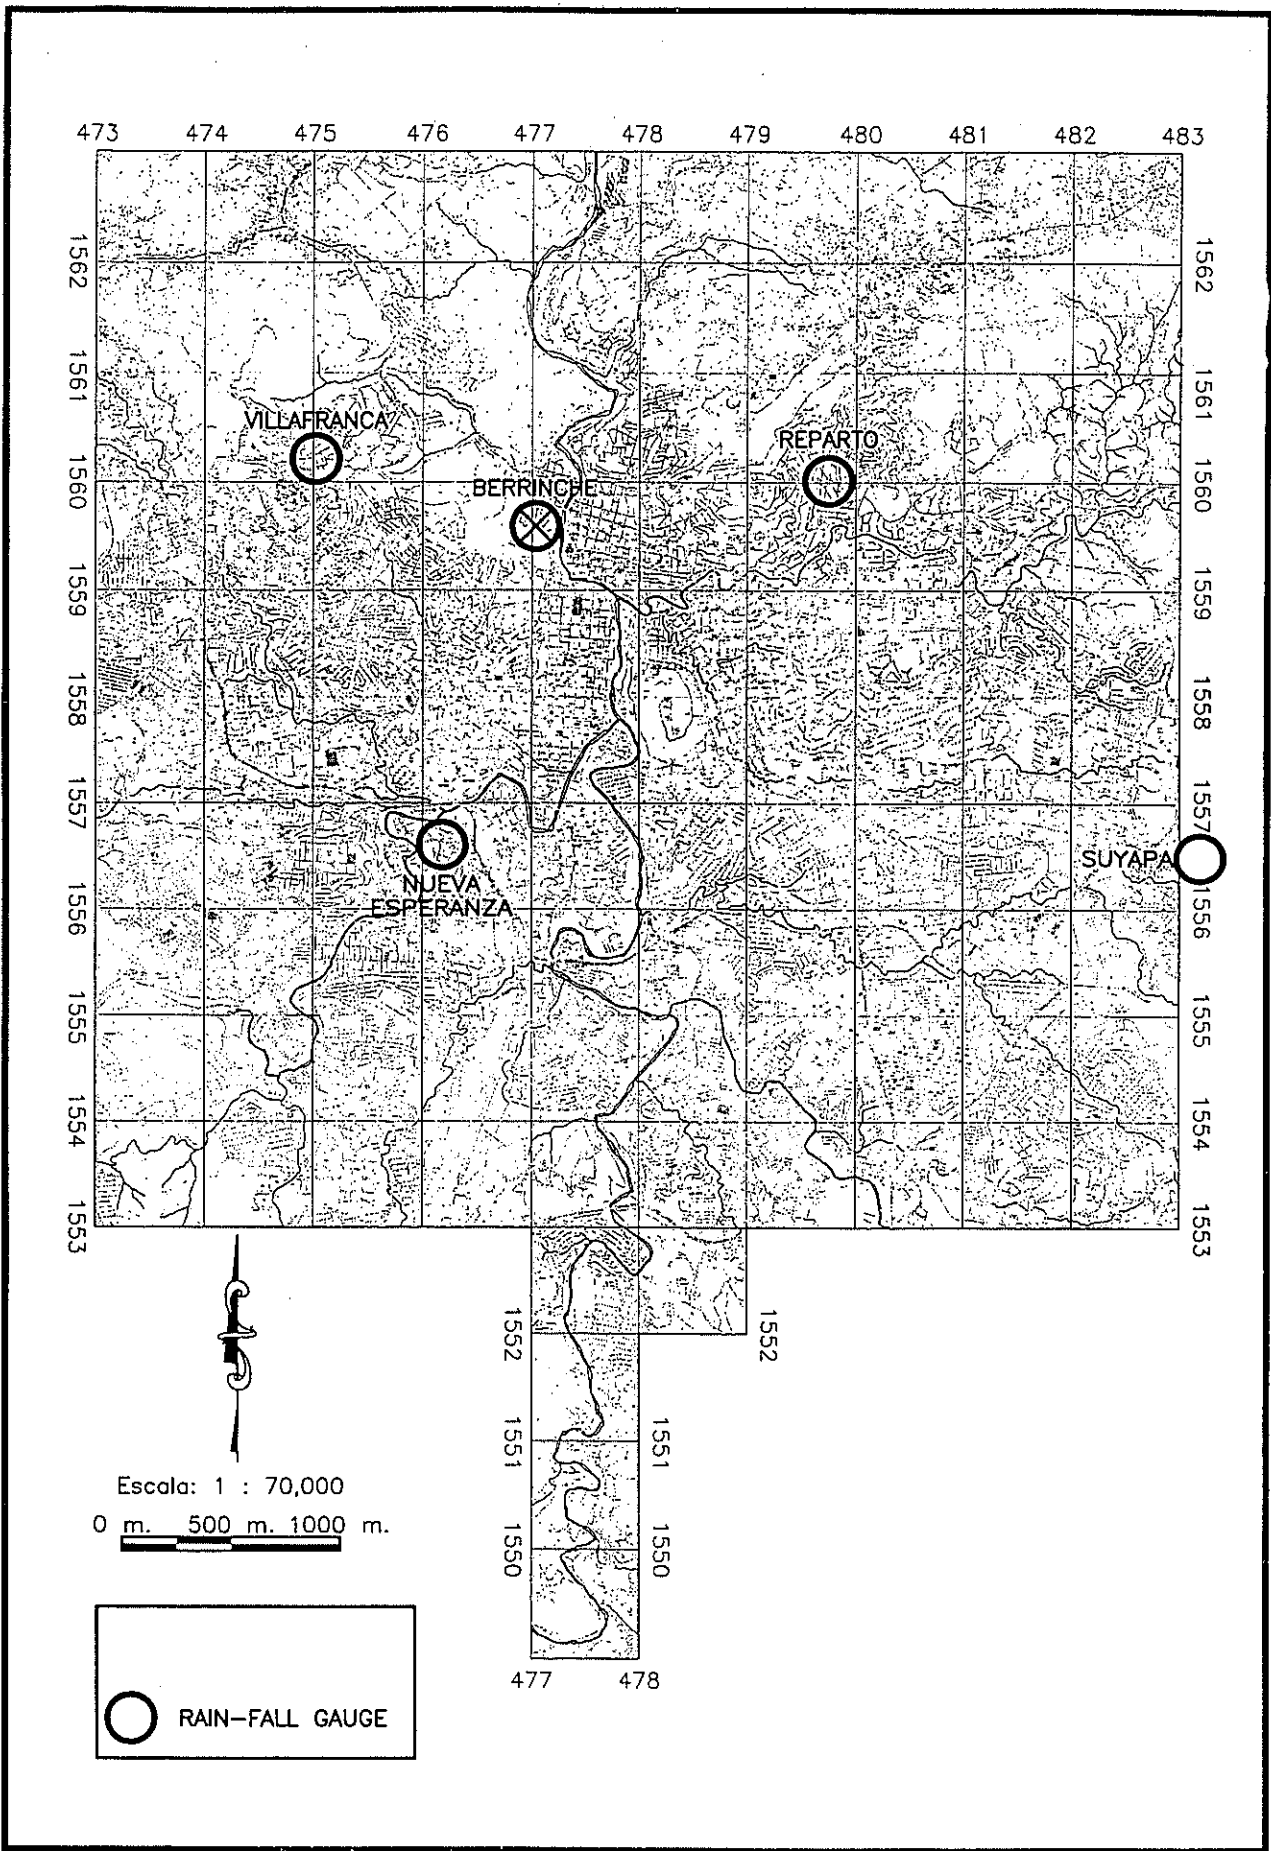 473 474 475 476 477 478 479 480 481 482 483
1562 1562
1561 1561
VILLAFRANCA
REPARTO
1560 1560
BERRINCHE
1559 1559
1558 1558
1557 1557
SUYAPA
NUEVA
ESPERANZA
1556 1556
1555 1555
1554 1554
1553 1553
1552 1552
1551 1551
Escala: 1 : 70,000
0 m. 500 m. 1000 m.
1550 1550
477 478
RAIN-FALL GAUGE